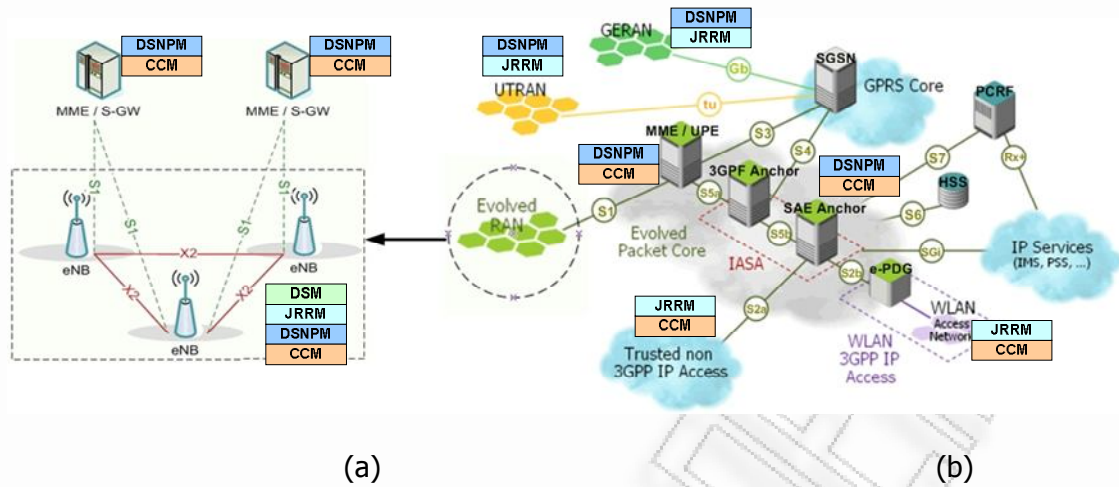 DSNPM
CCM
MME / S-GW
DSNPM
CCM
MME / S-GW
S1
S1
S1
S1
eNB
X2
eNB
X2
X2
eNB
DSM
JRRM
DSNPM
CCM
(a)
DSNPM
JRRM
UTRAN
GERAN
DSNPM
JRRM
Gb
tu
SGSN
GPRS Core
PCRF
MME / UPE
DSNPM
CCM
S3
S4
S7
Rx+
3GPF Anchor
DSNPM
CCM
HSS
S5a
SAE Anchor
S6
S1
Evolved
RAN
Evolved
Packet Core
S5b
IASA
SGi
IP Services
(IMS, PSS, ...)
e-PDG
S2b
JRRM
CCM
S2a
WLAN
Access
Network
JRRM
CCM
WLAN
3GPP IP
Access
Trusted non
3GPP IP Access
(b)